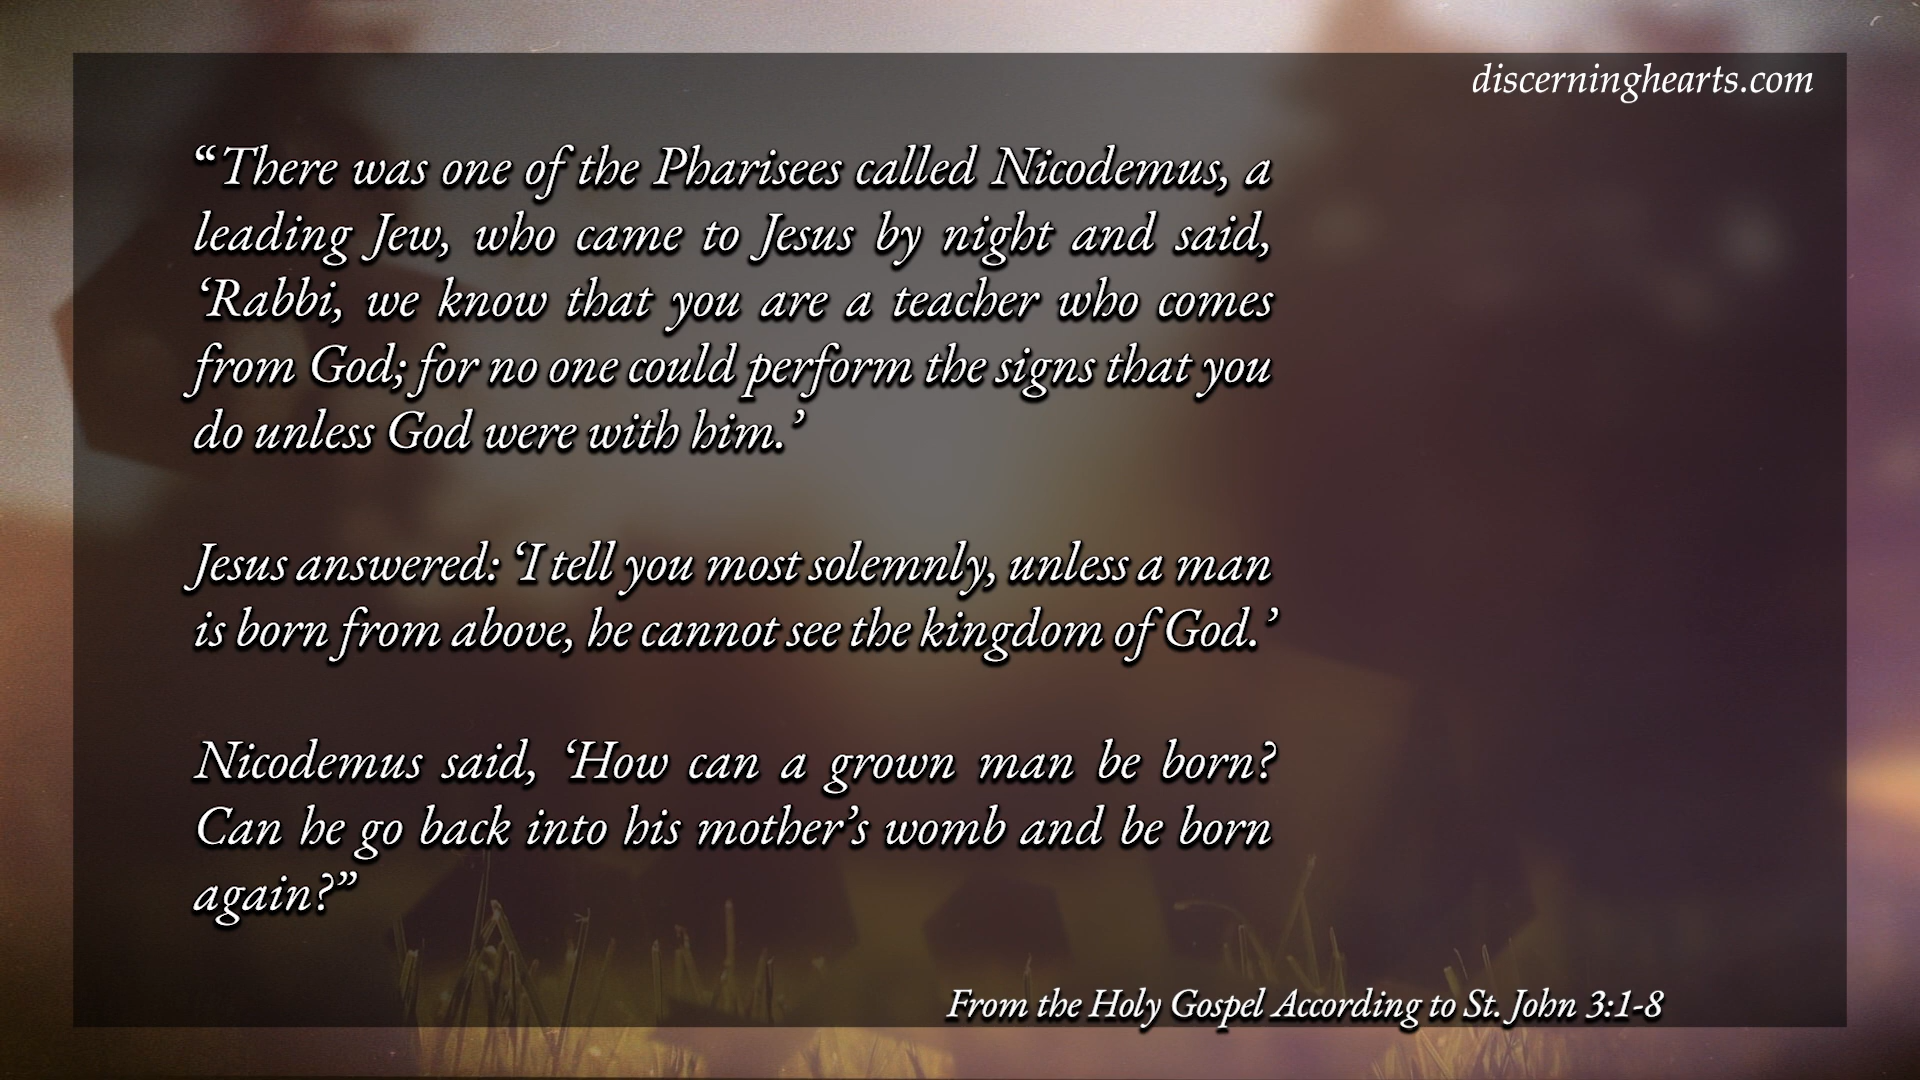 discerninghearts.com
“There was one of the Pharisees called Nicodemus, a
leading Jew, who came to Jesus by night and said,
‘Rabbi, we know that you are a teacher who comes
from God; for no one could perform the signs that you
do unless God were with him.’
Jesus answered: ‘I tell you most solemnly, unless a man
is born from above, he cannot see the kingdom of God.’
Nicodemus said, ‘How can a grown man be born?
Can he go back into his mother’s womb and be born
again?”
From the Holy Gospel According to St. John 3:1-8